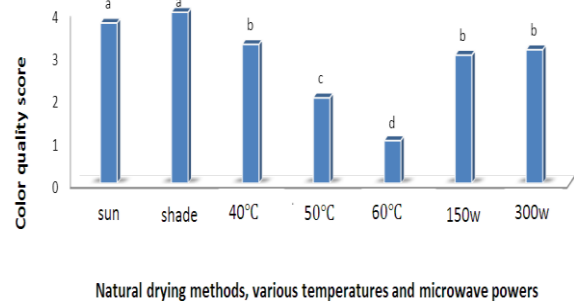 a a b c d b b
4
3
2
1
0
Color quality score
sun shade 40°C 50°C 60°C 150w 300w
Natural drying methods, various temperatures and microwave powers